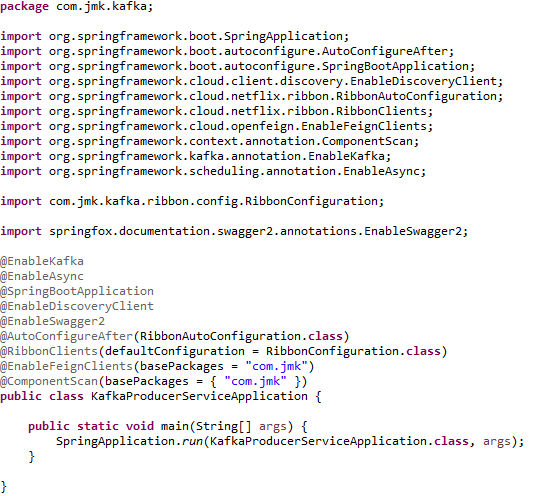 package com.jmk.kafka;
import org.springframework.boot.SpringApplication;
import org.springframework.boot.autoconfigure.AutoConfigureAfter;
import org.springframework.boot.autoconfigure.SpringBootApplication;
import org.springframework.cloud.client.discovery.EnableDiscoveryClient;
import org.springframework.cloud.netflix.ribbon.RibbonAutoConfiguration;
import org.springframework.cloud.netflix.ribbon.RibbonClients;
import org.springframework.cloud.openfeign.EnableFeignClients;
import org.springframework.context.annotation.ComponentScan;
import org.springframework.kafka.annotation.EnableKafka;
import org.springframework.scheduling.annotation.EnableAsync;
import com.jmk.kafka.ribbon.config.RibbonConfiguration;
import springfox.documentation.swagger2.annotations.EnableSwagger2;
@EnableKafka
@EnableAsync
@SpringBootApplication
@EnableDiscoveryClient
@EnableSwagger2
@AutoConfigureAfter(RibbonAutoConfiguration.class)
@RibbonClients(defaultConfiguration = RibbonConfiguration.class)
@EnableFeignClients(basePackages = "com.jmk")
@ComponentScan(basePackages = { "com.jmk" })
public class KafkaProducerServiceApplication {
    public static void main(String[] args) {
        SpringApplication.run(KafkaProducerServiceApplication.class, args);
    }
}